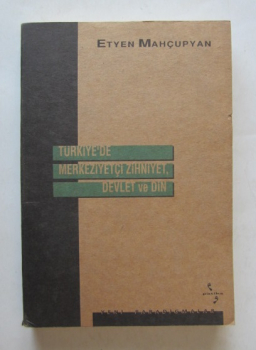 ETYEN MAHÇUPYAN
TÜRKİYE'DE
MERKEZİYETÇİ ZİHNİYET,
DEVLET ve DİN